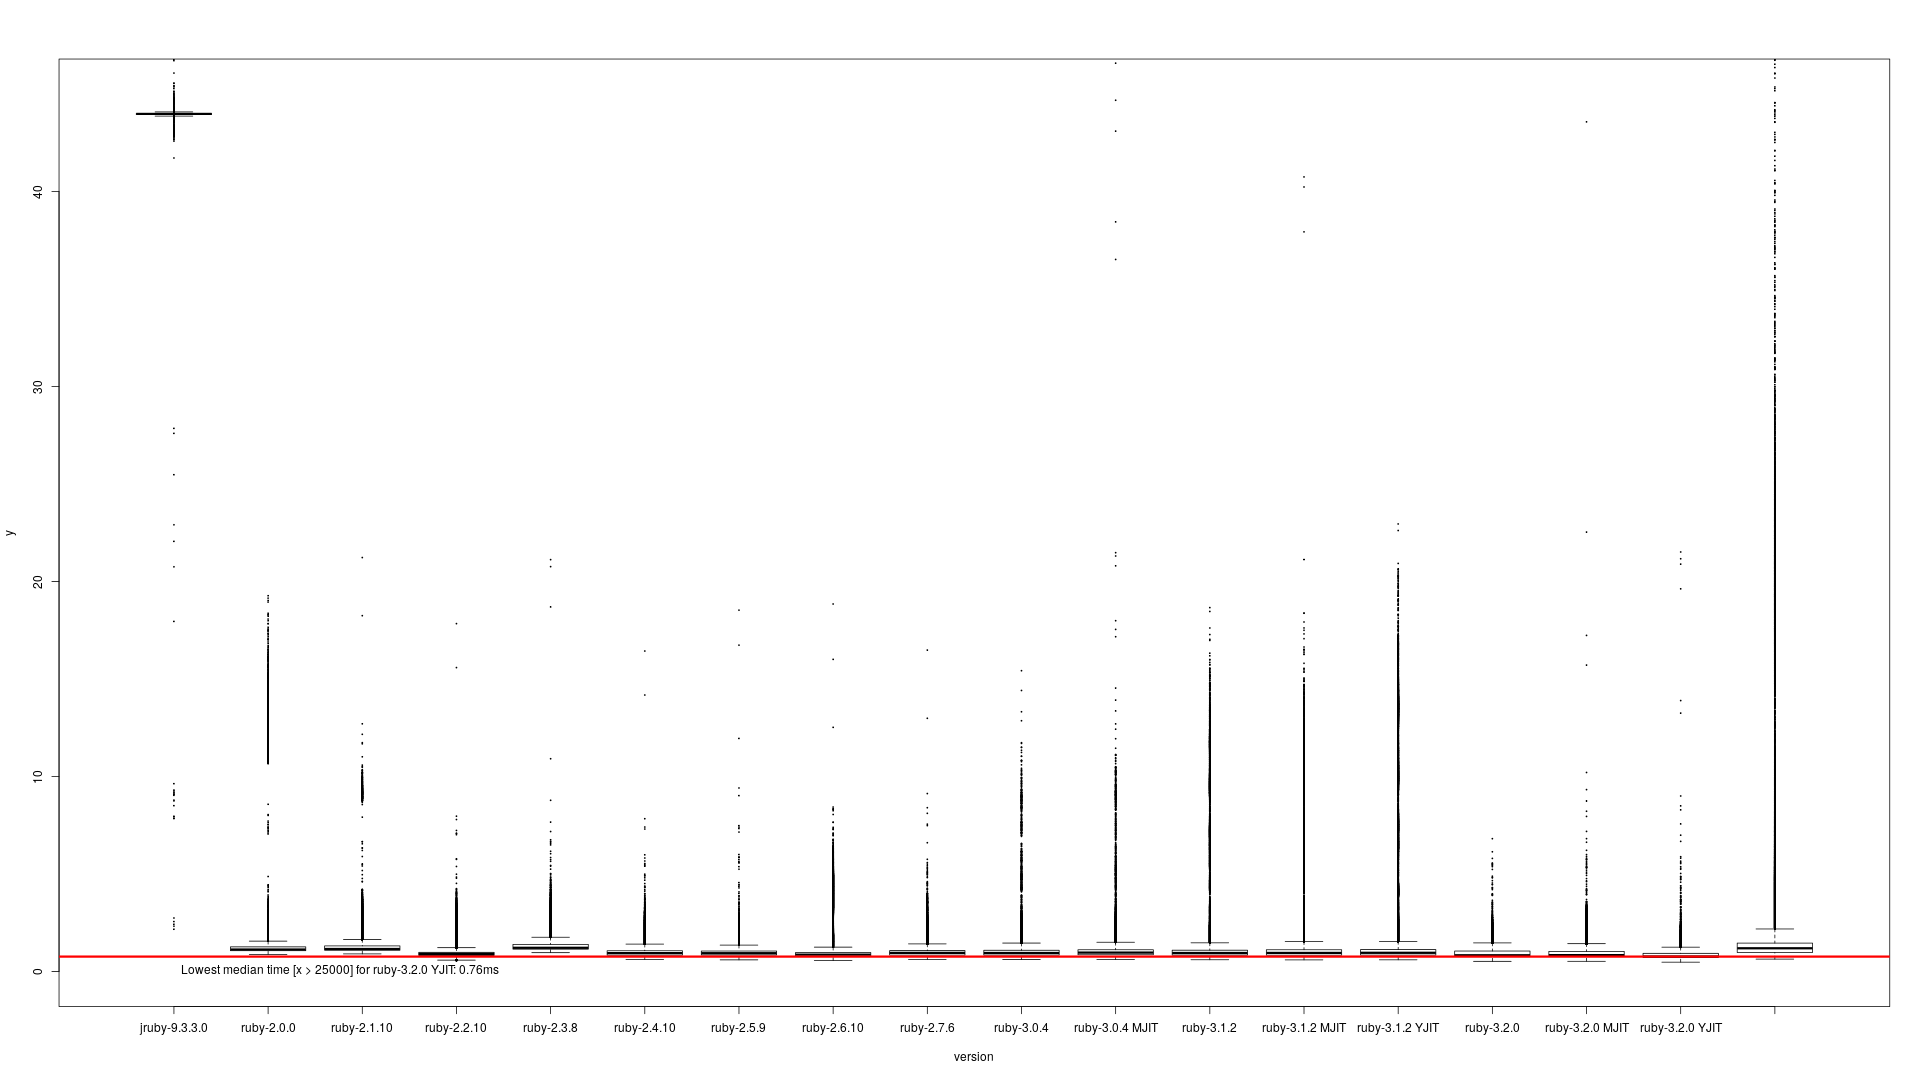 40
30
20
10
0
y
Lowest median time [x > 25000] for ruby-3.2.0 YJIT: 0.76ms
jruby-9.3.3.0 ruby-2.0.0 ruby-2.1.10 ruby-2.2.10 ruby-2.3.8 ruby-2.4.10 ruby-2.5.9 ruby-2.6.10 ruby-2.7.6 ruby-3.0.4 ruby-3.0.4 MJIT ruby-3.1.2 ruby-3.1.2 MJIT ruby-3.1.2 YJIT ruby-3.2.0 ruby-3.2.0 MJIT ruby-3.2.0 YJIT
version